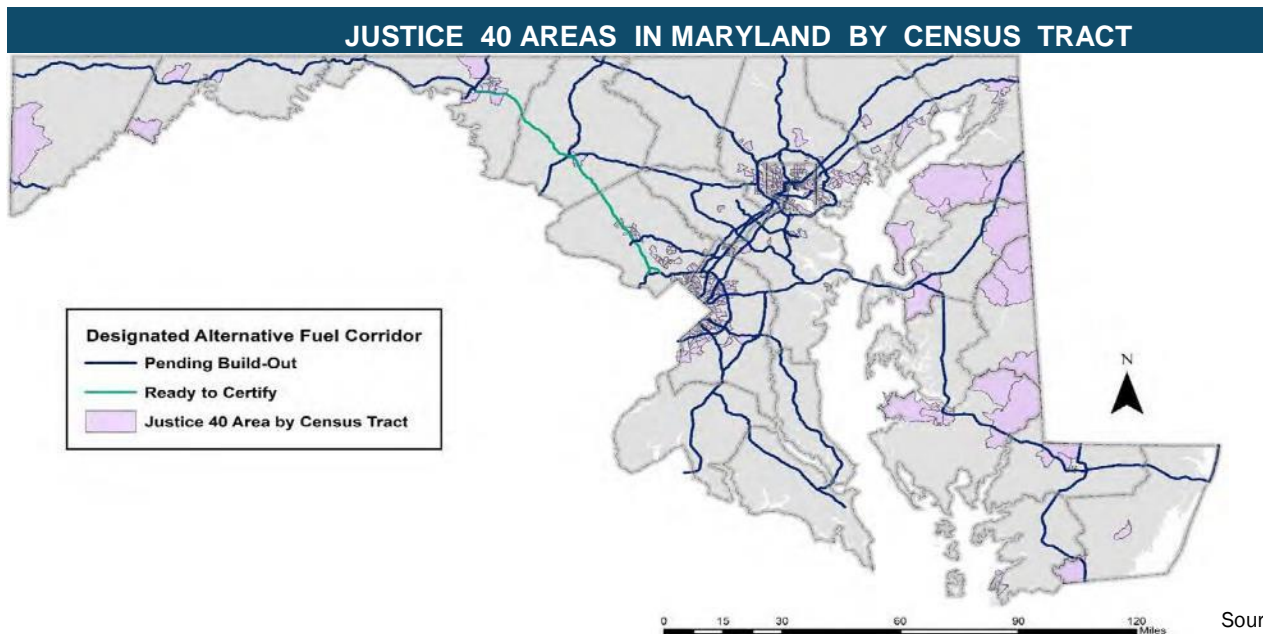 JUSTICE 40 AREAS IN MARYLAND BY CENSUS TRACT
Designated Alternative Fuel Corridor
Pending Build-Out
Ready to Certify
Justice 40 Area by Census Tract
N
0 15 30 60 90 120
Miles
Sour